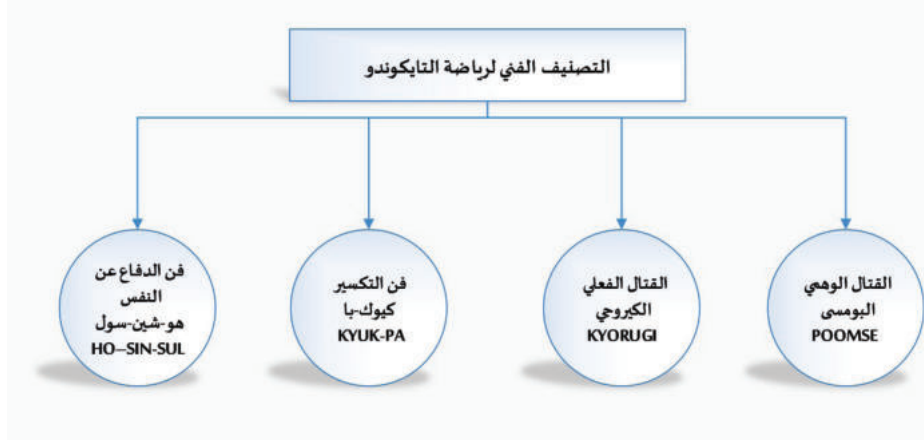 التصنيف الفني لرياضة التايكوندو
القتال الوهمي
البومسى
POOMSE
القتال الفعلي
الكيروجي
KYORUGI
فن التكسير
كيوك-با
KYUK-PA
فن الدفاع عن
النفس
هو-شين-سول
HO–SIN-SUL